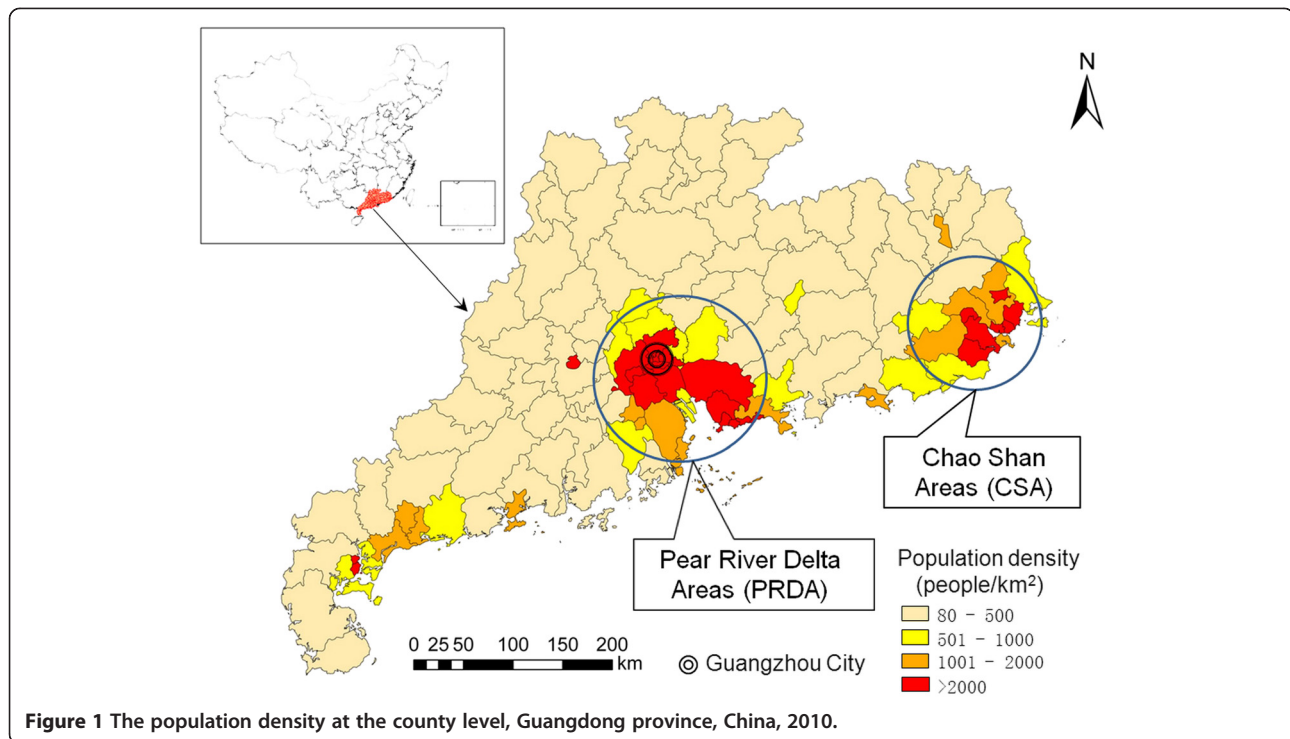 N
Chao Shan
Areas (CSA)
Pear River Delta
Areas (PRDA)
Population density
(people/km²)
80 - 500
501 - 1000
1001 - 2000
>2000
0 25 50 100 150 200
km
Guangzhou City
Figure 1 The population density at the county level, Guangdong province, China, 2010.